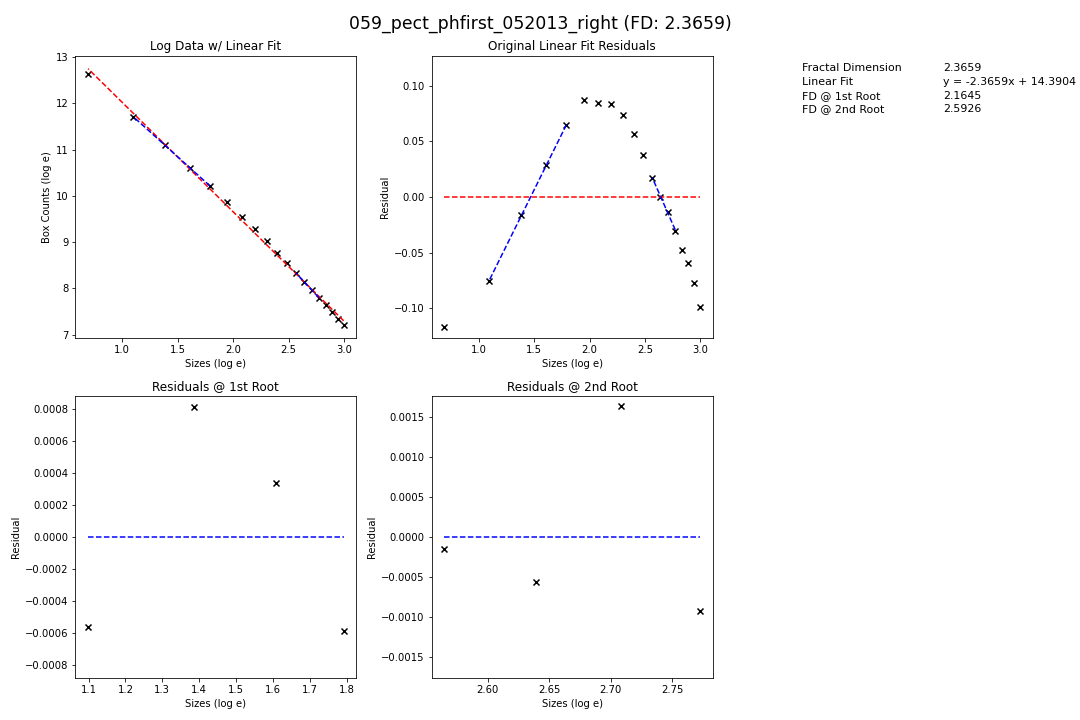 059_pect_phfirst_052013_right (FD: 2.3659)
Log Data w/ Linear Fit
Box Counts (log e)
13
12
11
10
9
8
7
1.0 1.5 2.0 2.5 3.0
Sizes (log e)
Original Linear Fit Residuals
Residual
0.10
0.05
0.00
−0.05
−0.10
1.0 1.5 2.0 2.5 3.0
Sizes (log e)
Fractal Dimension 2.3659
Linear Fit y = -2.3659x + 14.3904
FD @ 1st Root 2.1645
FD @ 2nd Root 2.5926
Residuals @ 1st Root
Residual
0.0008
0.0006
0.0004
0.0002
0.0000
−0.0002
−0.0004
−0.0006
−0.0008
1.1 1.2 1.3 1.4 1.5 1.6 1.7 1.8
Sizes (log e)
Residuals @ 2nd Root
Residual
0.0015
0.0010
0.0005
0.0000
−0.0005
−0.0010
−0.0015
2.60 2.65 2.70 2.75
Sizes (log e)